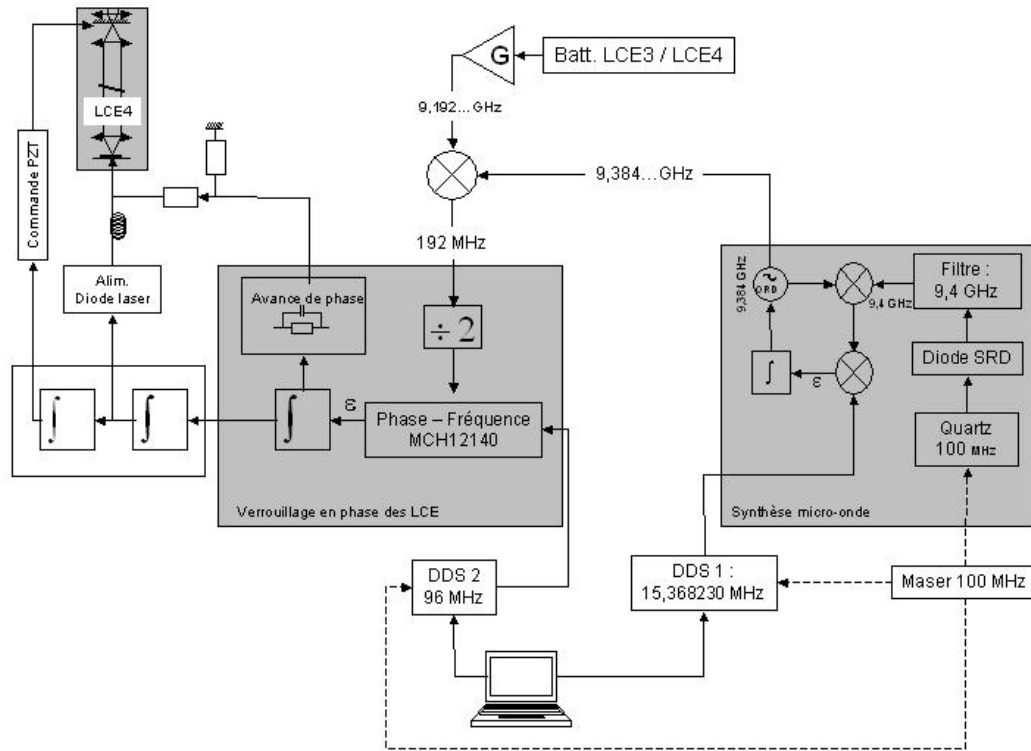 G
Batt. LCE3 / LCE4
9,192... GHz
LCE4
Commande PZT
9,384... GHz
192 MHz
Alim.
Diode laser
Avance de phase
÷ 2
9,384 GHz
DRD
9,4 GHz
Filtre :
9,4 GHz
Diode SRD
∫
ε
Quartz
100 MHz
∫
∫
∫
ε
Phase – Fréquence
MCH12140
Verrouillage en phase des LCE
Synthèse micro-onde
DDS 2
96 MHz
DDS 1 :
15,368230 MHz
Maser 100 MHz